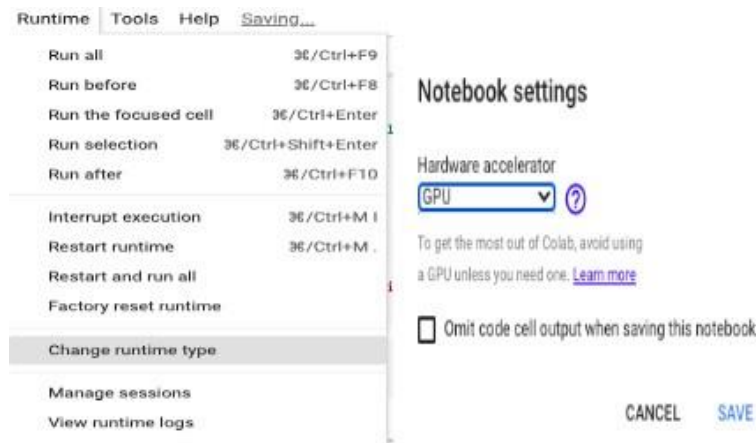 Runtime Tools Help Saving...
Run all ⌘/Ctrl+F9
Run before ⌘/Ctrl+F8
Run the focused cell ⌘/Ctrl+Enter
Run selection ⌘/Ctrl+Shift+Enter
Run after ⌘/Ctrl+F10
Interrupt execution ⌘/Ctrl+M I
Restart runtime ⌘/Ctrl+M .
Restart and run all
Factory reset runtime
Change runtime type
Manage sessions
View runtime logs
Notebook settings
Hardware accelerator
GPU ?
To get the most out of Colab, avoid using
a GPU unless you need one. Learn more
Omit code cell output when saving this notebook
CANCEL SAVE